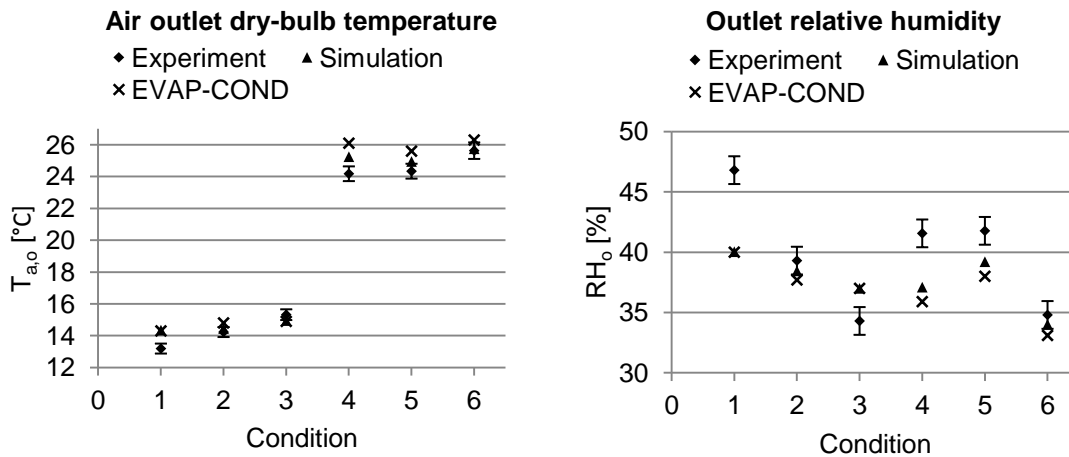 Air outlet dry-bulb temperature
Experiment Simulation
EVAP-COND
26
24
22
20
18
16
14
12
0 1 2 3 4 5 6
Condition
T a,o [°C]
Outlet relative humidity
Experiment Simulation
EVAP-COND
50
45
40
35
30
0 1 2 3 4 5 6
Condition
RH o [%]